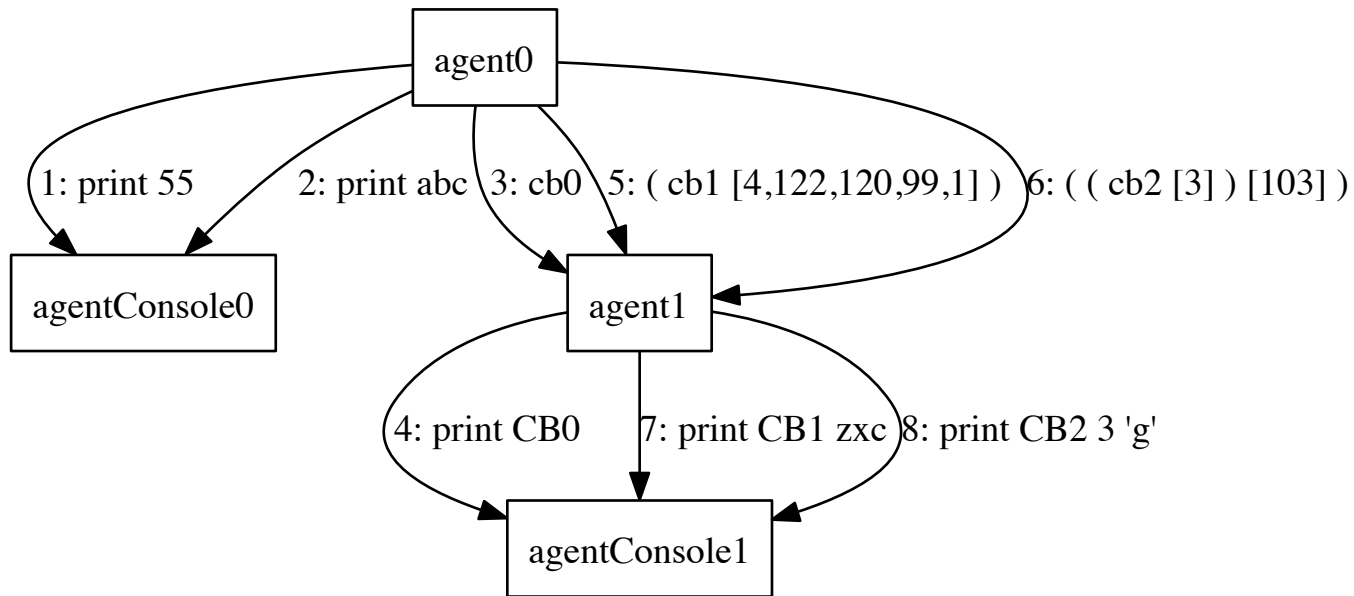 agent0
1: print 55
2: print abc
3: cb0
5: ( cb1 [4,122,120,99,1] )
6: ( ( cb2 [3] ) [103] )
agentConsole0
agent1
4: print CB0
7: print CB1 zxc
8: print CB2 3 'g'
agentConsole1